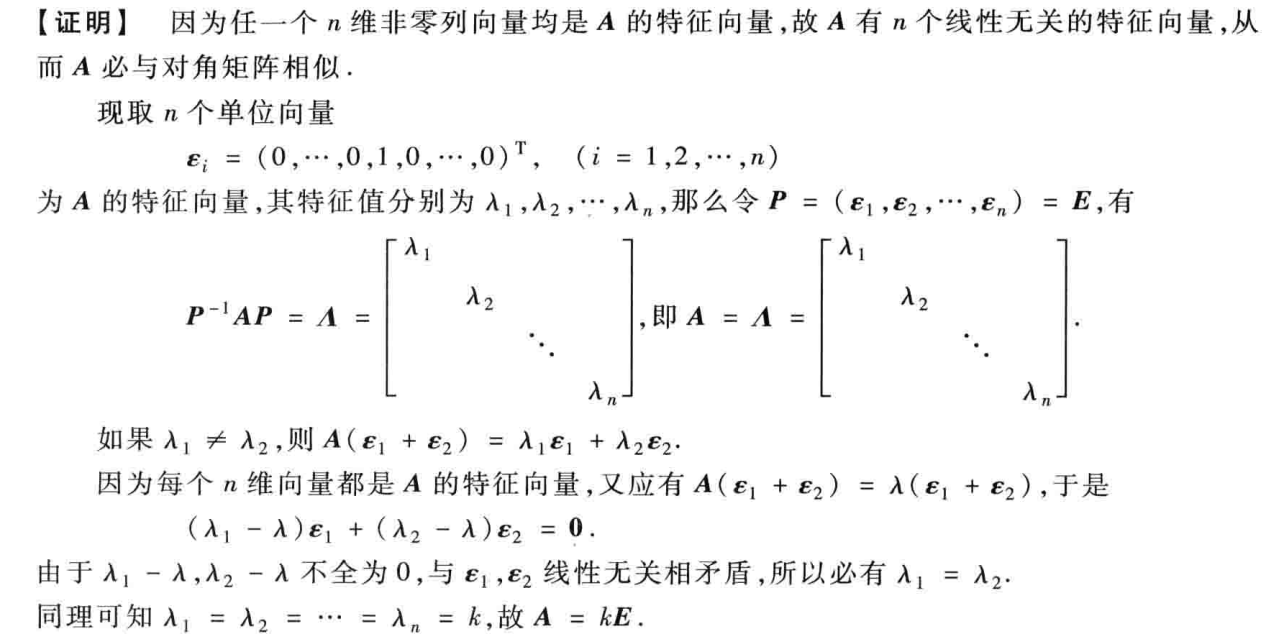 【证明】 因为任一个 n 维非零列向量均是 A 的特征向量,故 A 有 n 个线性无关的特征向量,从
而 A 必与对角矩阵相似.
现取 n 个单位向量
ε_i = (0,⋯,0,1,0,⋯,0)^T, (i = 1,2,⋯,n)
为 A 的特征向量,其特征值分别为 λ_1,λ_2,⋯,λ_n,那么令 P = (ε_1,ε_2,⋯,ε_n) = E,有
P^{-1}AP = Λ = [λ_1 λ_2 ⋱ λ_n],即 A = Λ = [λ_1 λ_2 ⋱ λ_n].
如果 λ_1 ≠ λ_2,则 A(ε_1 + ε_2) = λ_1ε_1 + λ_2ε_2.
因为每个 n 维向量都是 A 的特征向量,又应有 A(ε_1 + ε_2) = λ(ε_1 + ε_2),于是
(λ_1 - λ)ε_1 + (λ_2 - λ)ε_2 = 0.
由于 λ_1 - λ,λ_2 - λ 不全为 0,与 ε_1,ε_2 线性无关相矛盾,所以必有 λ_1 = λ_2.
同理可知 λ_1 = λ_2 = ⋯ = λ_n = k,故 A = kE.